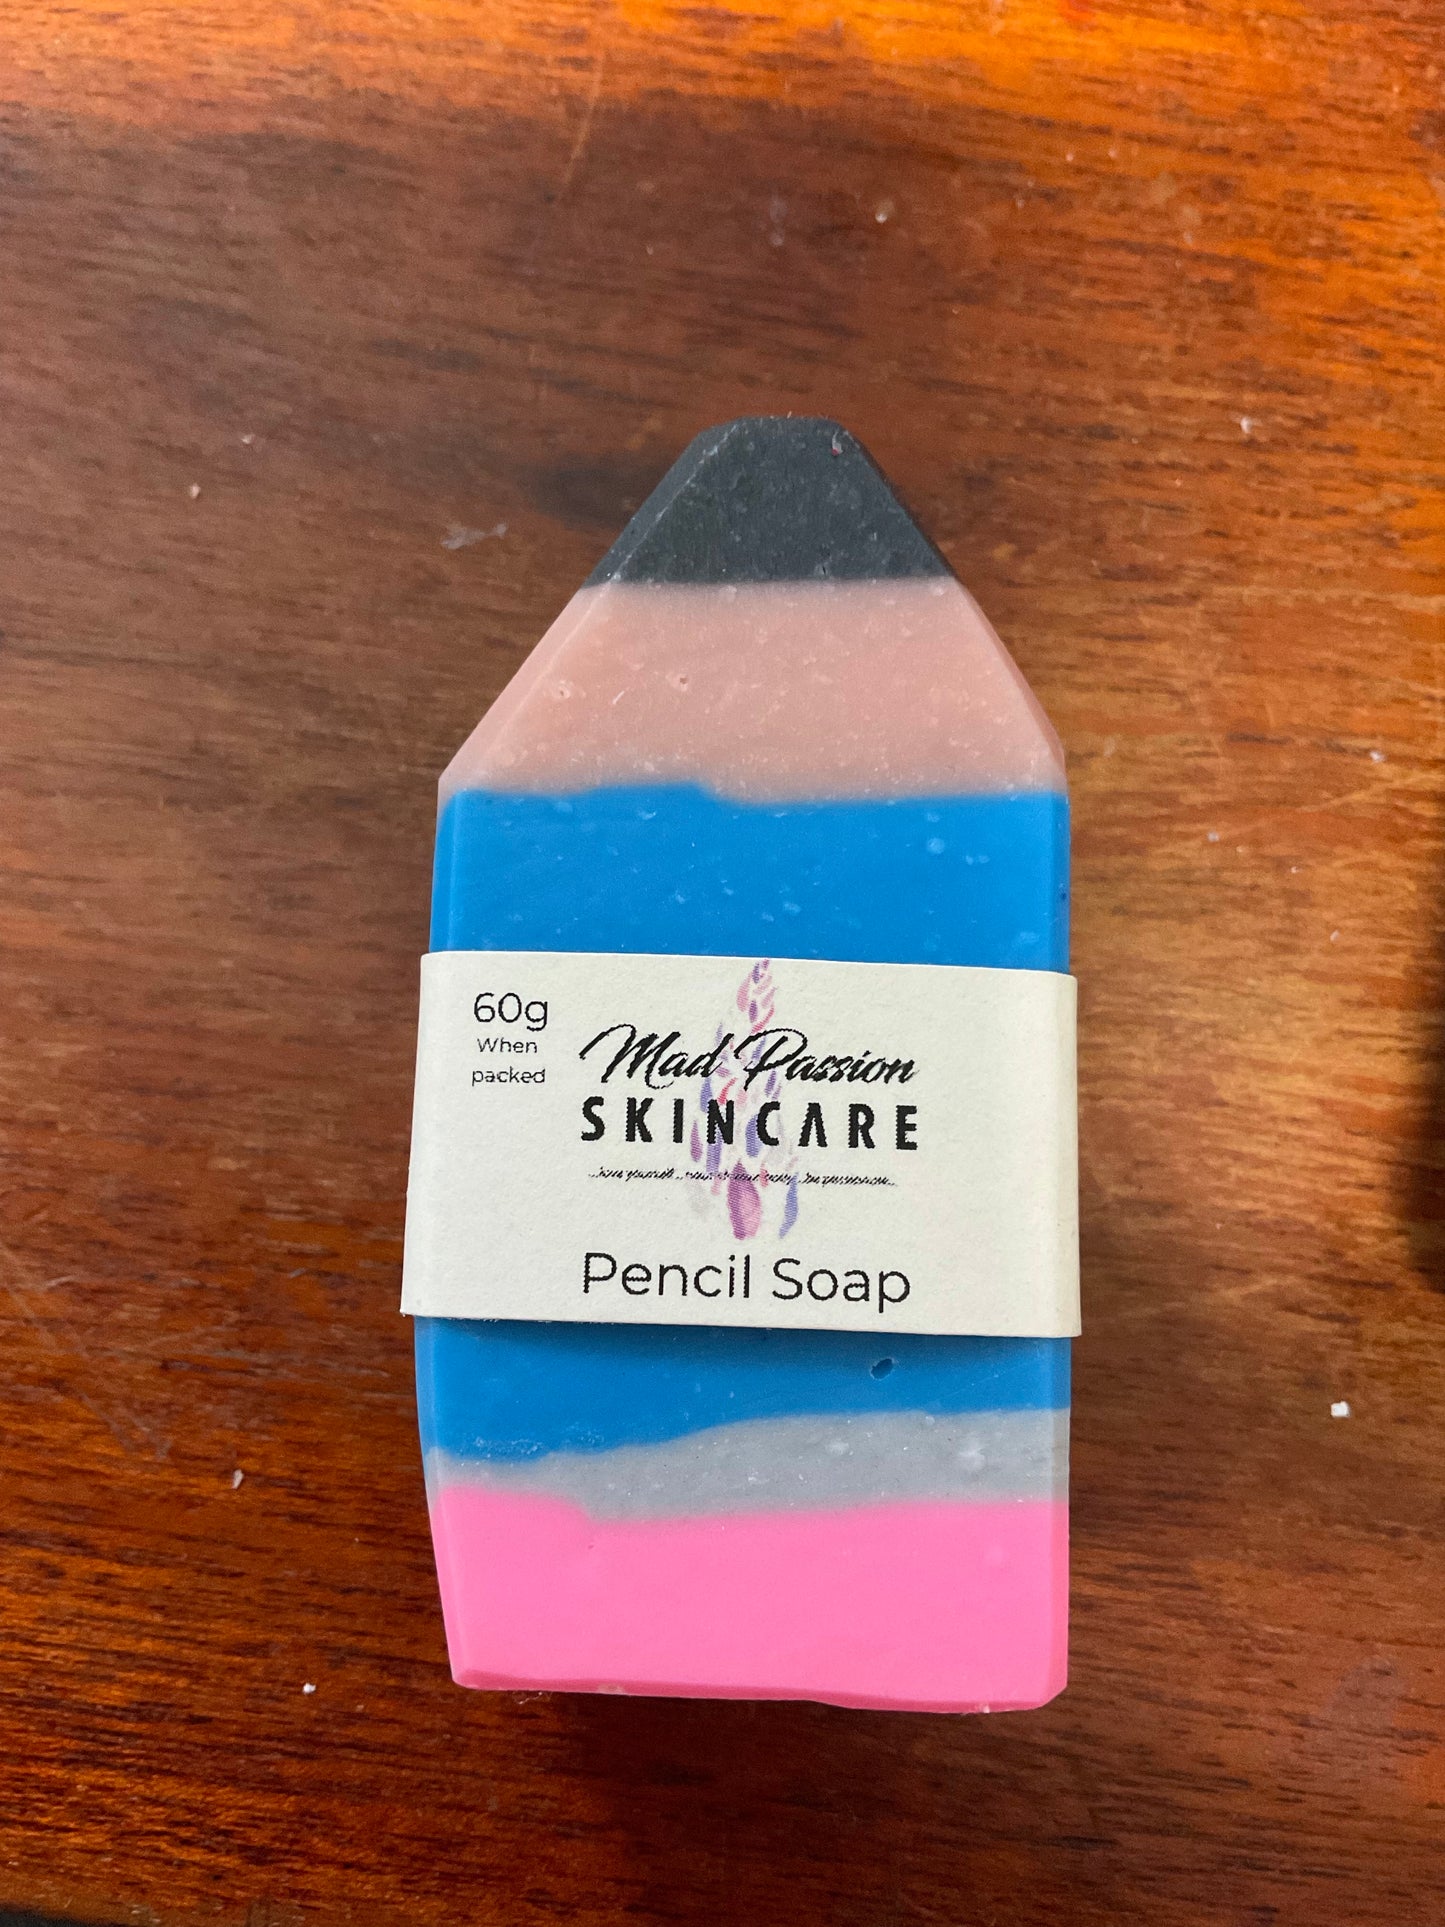 60g
When
packed
Mad Passion
SKINCARE
Pencil Soap